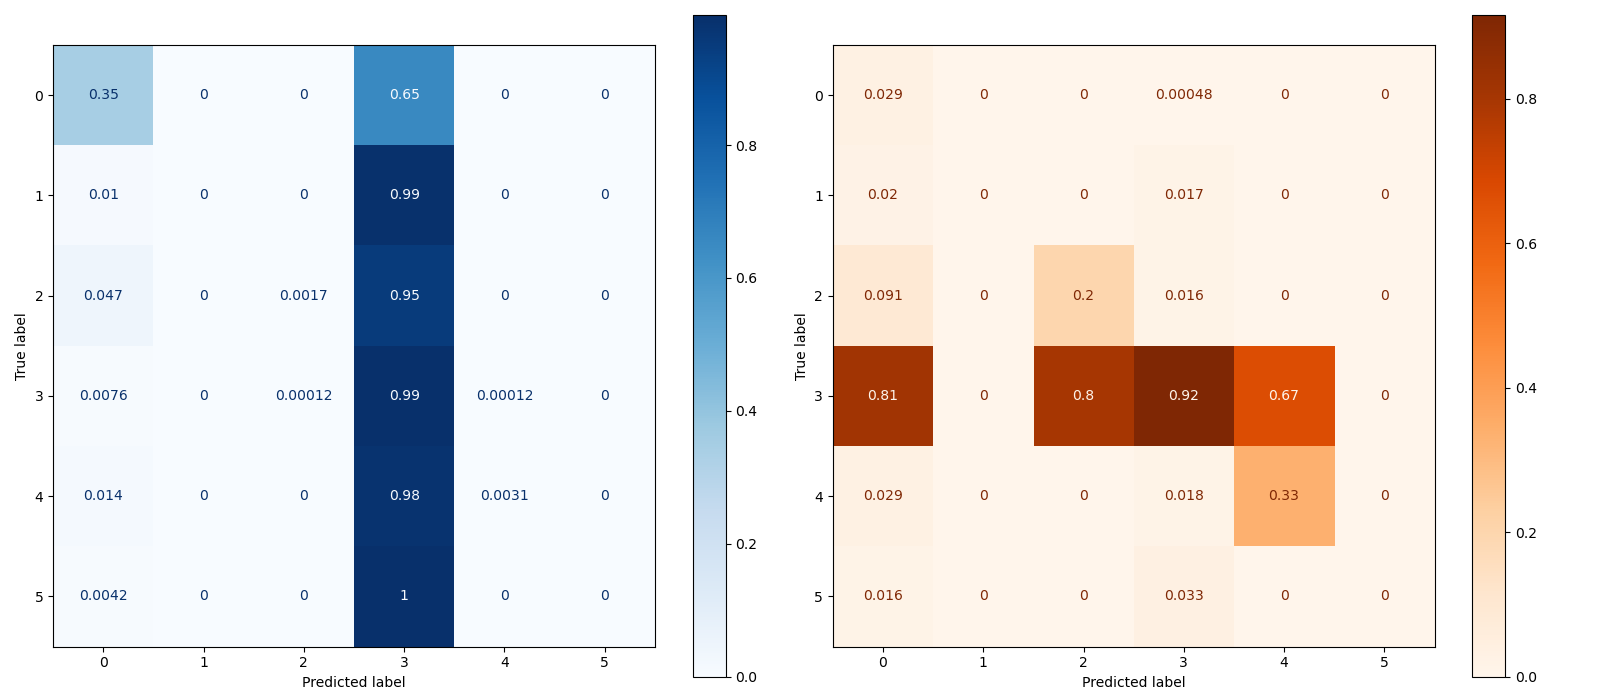 0 0.35 0 0 0.65 0 0
1 0.01 0 0 0.99 0 0
2 0.047 0 0.0017 0.95 0 0
3 0.0076 0 0.00012 0.99 0.00012 0
4 0.014 0 0 0.98 0.0031 0
5 0.0042 0 0 1 0 0
0 1 2 3 4 5
Predicted label
True label
0.8
0.6
0.4
0.2
0.0
0 0.029 0 0 0.00048 0 0
1 0.02 0 0 0.017 0 0
2 0.091 0 0.2 0.016 0 0
3 0.81 0 0.8 0.92 0.67 0
4 0.029 0 0 0.018 0.33 0
5 0.016 0 0 0.033 0 0
0 1 2 3 4 5
Predicted label
True label
0.8
0.6
0.4
0.2
0.0